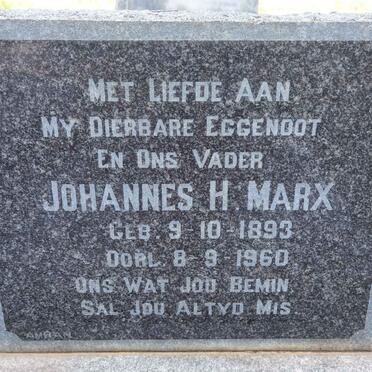 MET LIEFDE AAN
MY DIERBARE EGGENOOT
EN ONS VADER
JOHANNES H. MARX
GEB. 9-10-1893
OORL. 8-9-1960
ONS WAT JOU BEMIN
SAL JOU ALTYD MIS.